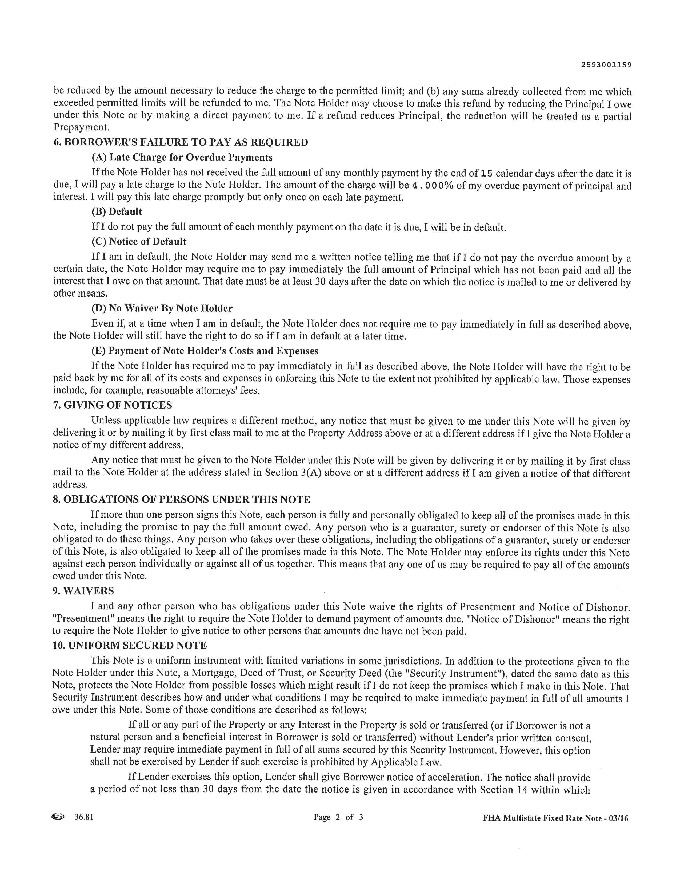 2593001159
be reduced by the amount necessary to reduce the charge to the permitted limit; and (b) any sums already collected from me which
exceeded permitted limits will be refunded to me. The Note Holder may choose to make this refund by reducing the Principal I owe
under this Note or by making a direct payment to me. If a refund reduces Principal, the reduction will be treated as a partial
Prepayment.
6. BORROWER'S FAILURE TO PAY AS REQUIRED
(A) Late Charge for Overdue Payments
If the Note Holder has not received the full amount of any monthly payment by the end of 15 calendar days after the date it is
due, I will pay a late charge to the Note Holder. The amount of the charge will be 4.000% of my overdue payment of principal and
interest. I will pay this late charge promptly but only once on each late payment.
(B) Default
If I do not pay the full amount of each monthly payment on the date it is due, I will be in default.
(C) Notice of Default
If I am in default, the Note Holder may send me a written notice telling me that if I do not pay the overdue amount by a
certain date, the Note Holder may require me to pay immediately the full amount of Principal which has not been paid and all the
interest that I owe on that amount. That date must be at least 30 days after the date on which the notice is mailed to me or delivered by
other means.
(D) No Waiver By Note Holder
Even if, at a time when I am in default, the Note Holder does not require me to pay immediately in full as described above,
the Note Holder will still have the right to do so if I am in default at a later time.
(E) Payment of Note Holder's Costs and Expenses
If the Note Holder has required me to pay immediately in full as described above, the Note Holder will have the right to be
paid back by me for all of its costs and expenses in enforcing this Note to the extent not prohibited by applicable law. Those expenses
include, for example, reasonable attorneys' fees.
7. GIVING OF NOTICES
Unless applicable law requires a different method, any notice that must be given to me under this Note will be given by
delivering it or by mailing it by first class mail to me at the Property Address above or at a different address if I give the Note Holder a
notice of my different address.
Any notice that must be given to the Note Holder under this Note will be given by delivering it or by mailing it by first class
mail to the Note Holder at the address stated in Section 3(A) above or at a different address if I am given a notice of that different
address.
8. OBLIGATIONS OF PERSONS UNDER THIS NOTE
If more than one person signs this Note, each person is fully and personally obligated to keep all of the promises made in this
Note, including the promise to pay the full amount owed. Any person who is a guarantor, surety or endorser of this Note is also
obligated to do these things. Any person who takes over these obligations, including the obligations of a guarantor, surety or endorser
of this Note, is also obligated to keep all of the promises made in this Note. The Note Holder may enforce its rights under this Note
against each person individually or against all of us together. This means that any one of us may be required to pay all of the amounts
owed under this Note.
9. WAIVERS
I and any other person who has obligations under this Note waive the rights of Presentment and Notice of Dishonor.
"Presentment" means the right to require the Note Holder to demand payment of amounts due. "Notice of Dishonor" means the right
to require the Note Holder to give notice to other persons that amounts due have not been paid.
10. UNIFORM SECURED NOTE
This Note is a uniform instrument with limited variations in some jurisdictions. In addition to the protections given to the
Note Holder under this Note, a Mortgage, Deed of Trust, or Security Deed (the "Security Instrument"), dated the same date as this
Note, protects the Note Holder from possible losses which might result if I do not keep the promises which I make in this Note. That
Security Instrument describes how and under what conditions I may be required to make immediate payment in full of all amounts I
owe under this Note. Some of those conditions are described as follows:
If all or any part of the Property or any Interest in the Property is sold or transferred (or if Borrower is not a
natural person and a beneficial interest in Borrower is sold or transferred) without Lender's prior written consent,
Lender may require immediate payment in full of all sums secured by this Security Instrument. However, this option
shall not be exercised by Lender if such exercise is prohibited by Applicable Law.
If Lender exercises this option, Lender shall give Borrower notice of acceleration. The notice shall provide
a period of not less than 30 days from the date the notice is given in accordance with Section 14 within which
36.81 Page 2 of 3 FHA Multistate Fixed Rate Note - 03/16